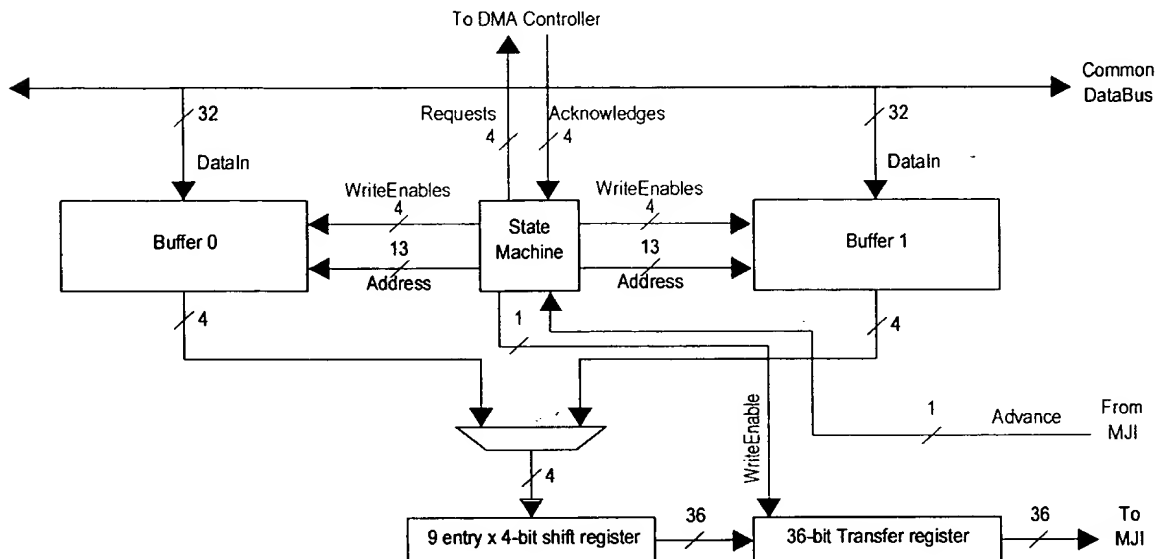 To DMA Controller
Common
DataBus
32
Requests
4
Acknowledges
4
32
DataIn
DataIn
WriteEnables
4
WriteEnables
4
State
Machine
Buffer 0
Buffer 1
13
Address
13
Address
4
1
4
WriteEnable
1
Advance
From
MJI
4
9 entry x 4-bit shift register
36
36-bit Transfer register
36
To
MJI